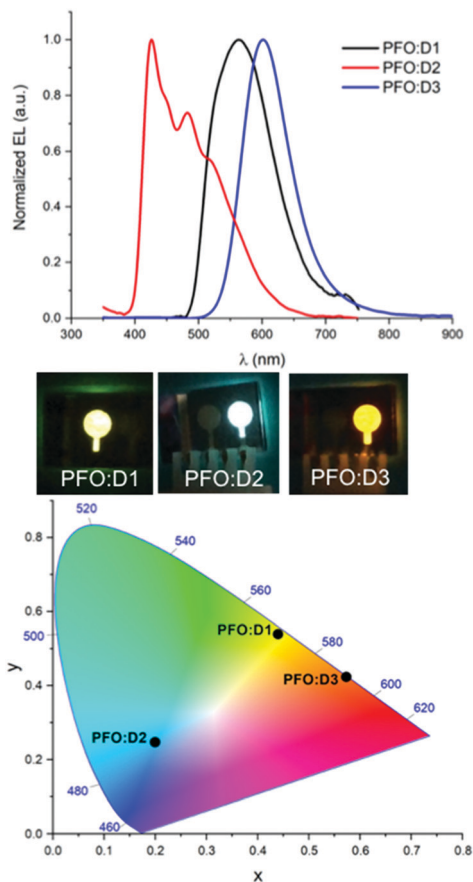 PFO:D1
PFO:D2
PFO:D3
Normalized EL (a.u.)
1.0
0.8
0.6
0.4
0.2
0.0
300 400 500 600 700 800 900
λ (nm)
PFO:D1 PFO:D2 PFO:D3
0.8
0.6
0.4
0.2
0.0
y
520
540
560
500
580
600
620
480
460
PFO:D1
PFO:D3
PFO:D2
0.0 0.1 0.2 0.3 0.4 0.5 0.6 0.7 0.8
x